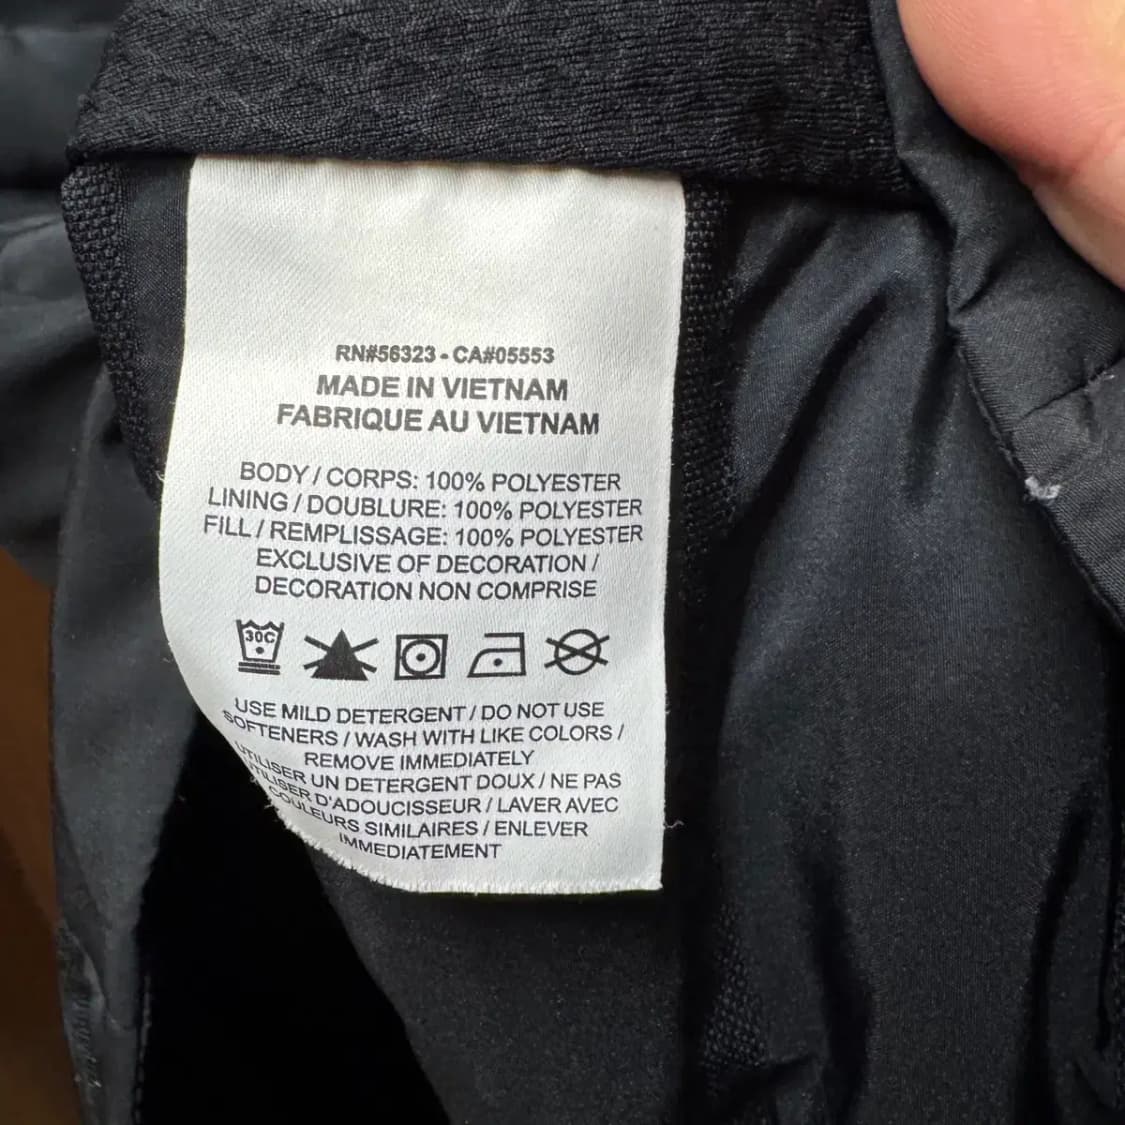 RN#56323 - CA#05553
MADE IN VIETNAM
FABRIQUE AU VIETNAM
BODY / CORPS: 100% POLYESTER
LINING / DOUBLURE: 100% POLYESTER
FILL / REMPLISSAGE: 100% POLYESTER
EXCLUSIVE OF DECORATION /
DECORATION NON COMPRISE
30C
USE MILD DETERGENT / DO NOT USE
SOFTENERS / WASH WITH LIKE COLORS /
REMOVE IMMEDIATELY
UTILISER UN DETERGENT DOUX / NE PAS
UTILISER D'ADOUCISSEUR / LAVER AVEC
COULEURS SIMILAIRES / ENLEVER
IMMEDIATEMENT